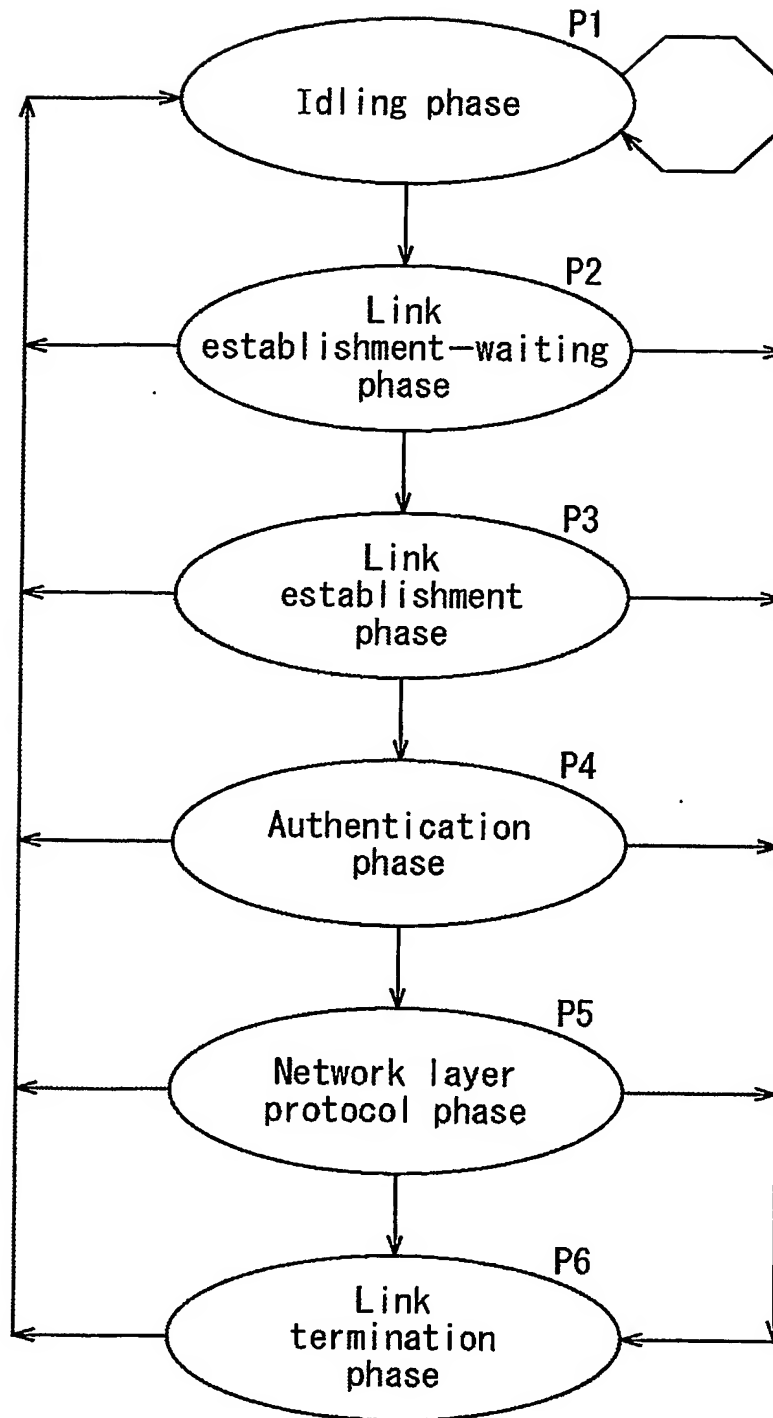 P1
Idling phase
P2
Link
establishment-waiting
phase
P3
Link
establishment
phase
P4
Authentication
phase
P5
Network layer
protocol phase
P6
Link
termination
phase